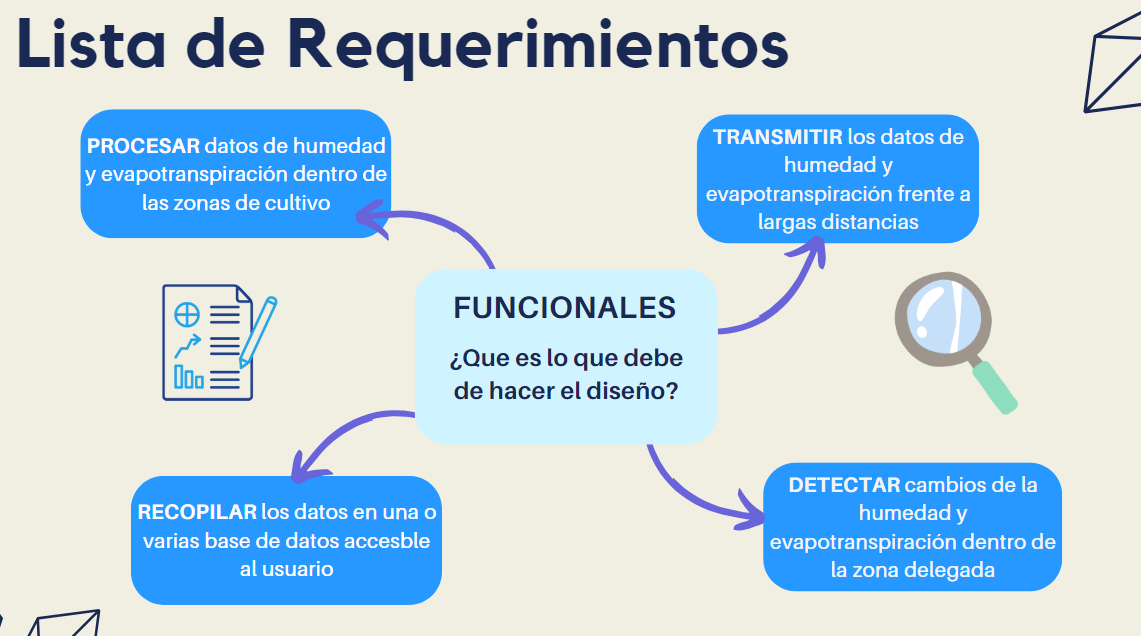 Lista de Requerimientos
PROCESAR datos de humedad
y evapotranspiración dentro de
las zonas de cultivo
TRANSMITIR los datos de
humedad y
evapotranspiración frente a
largas distancias
FUNCIONALES
¿Que es lo que debe
de hacer el diseño?
RECOPILAR los datos en una o
varias base de datos accesble
al usuario
DETECTAR cambios de la
humedad y
evapotranspiración dentro de
la zona delegada